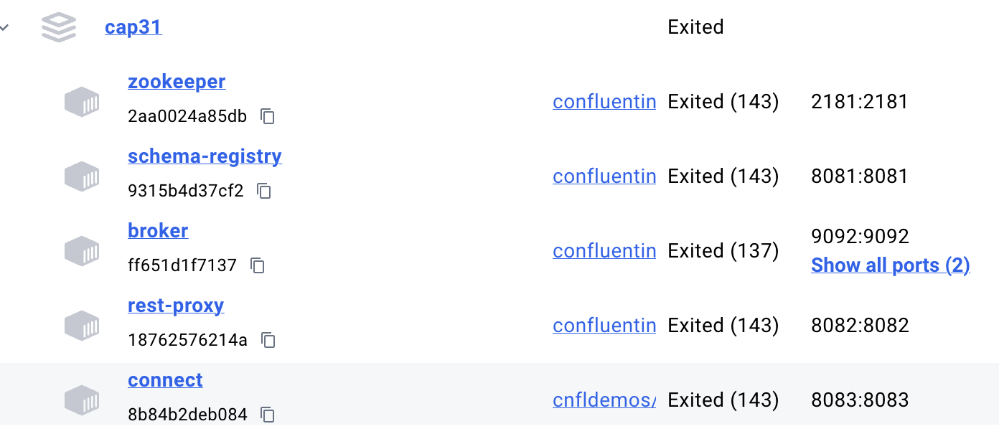 cap31 Exited
zookeeper
2aa0024a85db
confluentin Exited (143) 2181:2181
schema-registry
9315b4d37cf2
confluentin Exited (143) 8081:8081
broker
ff651d1f7137
confluentin Exited (137) 9092:9092
Show all ports (2)
rest-proxy
18762576214a
confluentin Exited (143) 8082:8082
connect
8b84b2deb084
cnfldemos/ Exited (143) 8083:8083